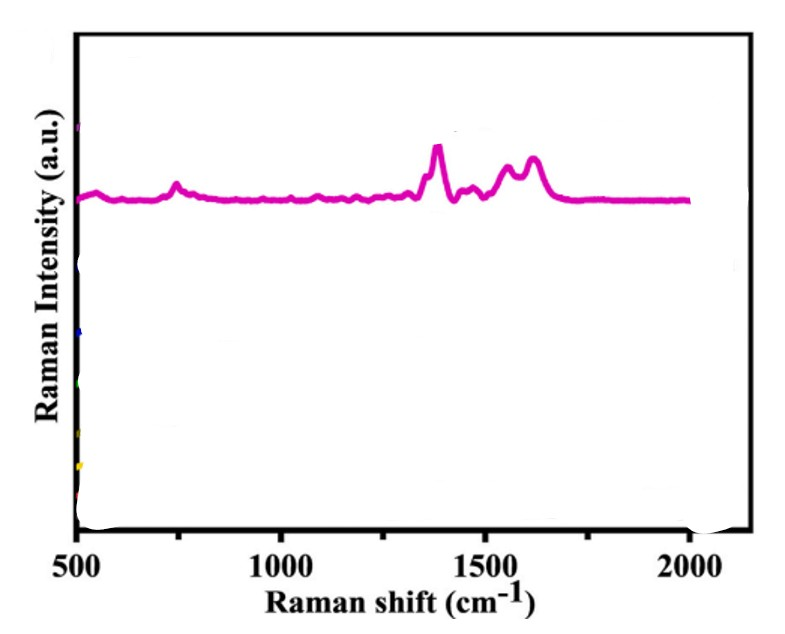 Raman Intensity (a.u.)
500 1000 1500 2000
Raman shift (cm⁻¹)